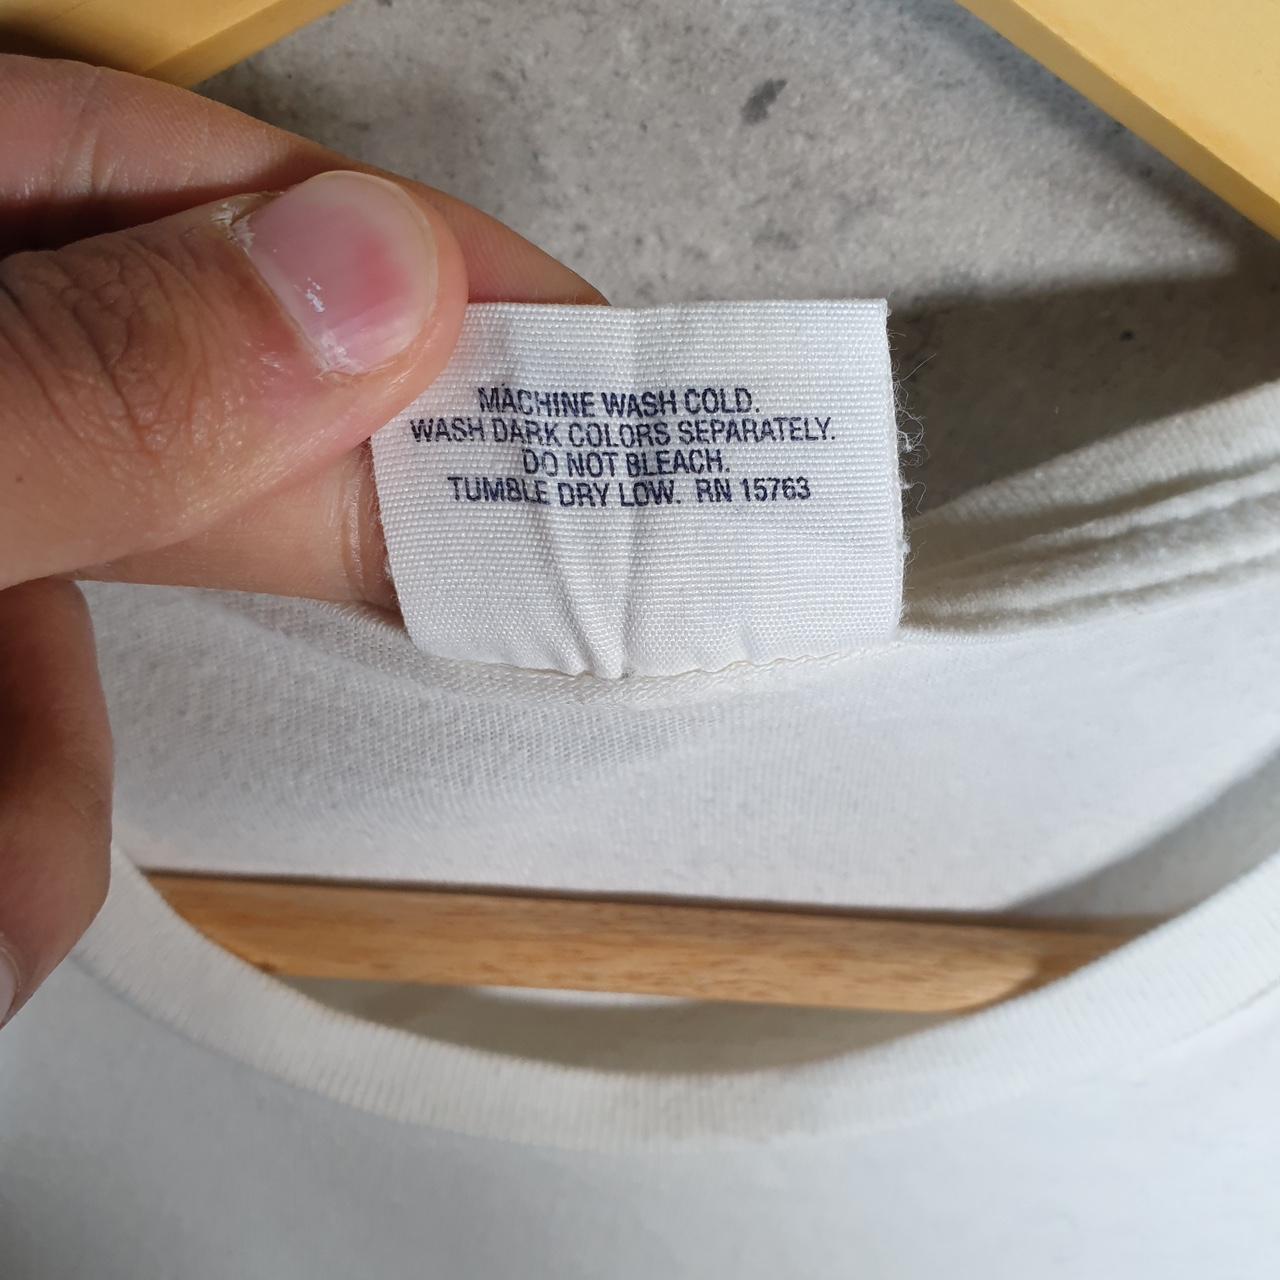 MACHINE WASH COLD.
WASH DARK COLORS SEPARATELY.
DO NOT BLEACH.
TUMBLE DRY LOW. RN 15763